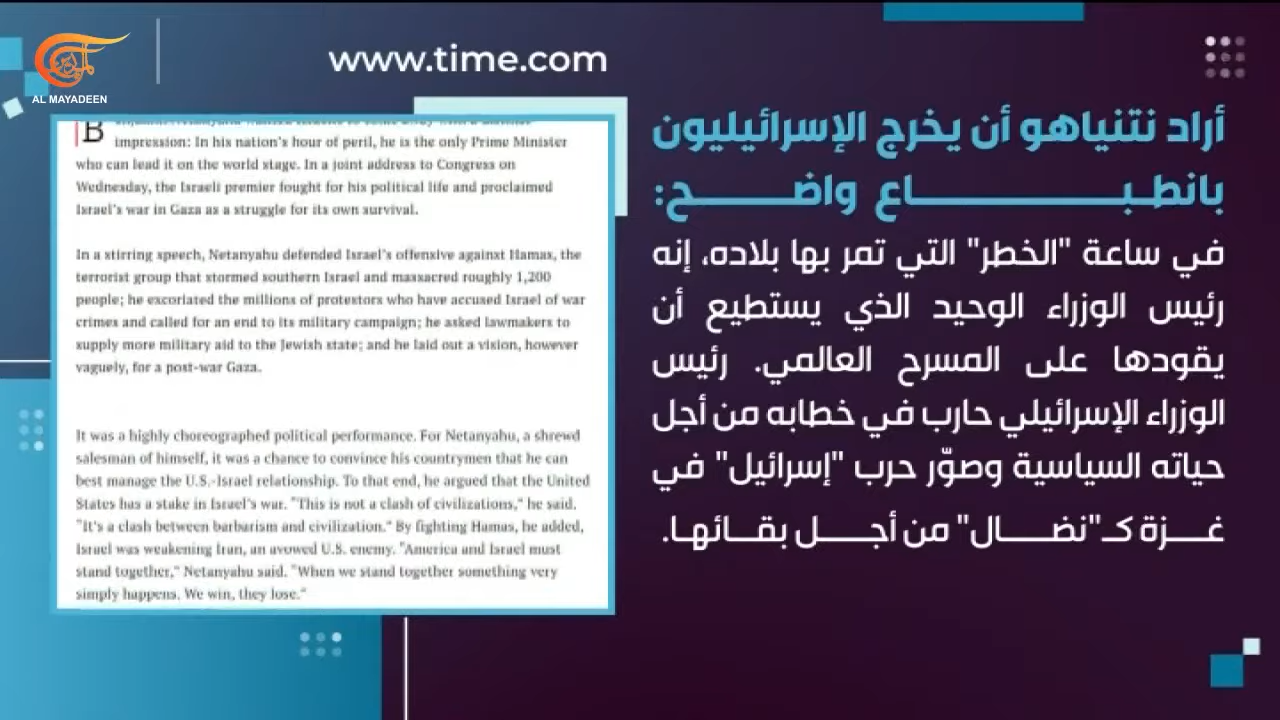 AL MAYADEEN
www.time.com
أراد نتنياهو أن يخرج الإسرائيليون
بانطباع واضح:
في ساعة "الخطر" التي تمر بها بلاده، إنه
رئيس الوزراء الوحيد الذي يستطيع أن
يقودها على المسرح العالمي. رئيس
الوزراء الإسرائيلي حارب في خطابه من أجل
حياته السياسية وصوّر حرب "إسرائيل" في
غزة كـ"نضال" من أجل بقائها.
B
impression: In his nation's hour of peril, he is the only Prime Minister
who can lead it on the world stage. In a joint address to Congress on
Wednesday, the Israeli premier fought for his political life and proclaimed
Israel's war in Gaza as a struggle for its own survival.
In a stirring speech, Netanyahu defended Israel's offensive against Hamas, the
terrorist group that stormed southern Israel and massacred roughly 1,200
people; he excoriated the millions of protestors who have accused Israel of war
crimes and called for an end to its military campaign; he asked lawmakers to
supply more military aid to the Jewish state; and he laid out a vision, however
vaguely, for a post-war Gaza.
It was a highly choreographed political performance. For Netanyahu, a shrewd
salesman of himself, it was a chance to convince his countrymen that he can
best manage the U.S.-Israel relationship. To that end, he argued that the United
States has a stake in Israel's war. "This is not a clash of civilizations," he said.
"It's a clash between barbarism and civilization." By fighting Hamas, he added,
Israel was weakening Iran, an avowed U.S. enemy. "America and Israel must
stand together," Netanyahu said. "When we stand together something very
simply happens. We win, they lose."